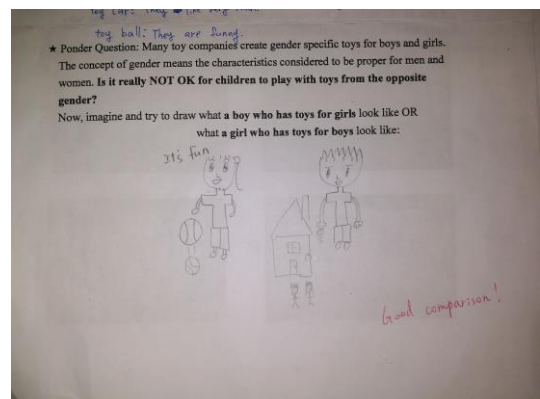 toy ball: They are funny.
★ Ponder Question: Many toy companies create gender specific toys for boys and girls.
The concept of gender means the characteristics considered to be proper for men and
women. Is it really NOT OK for children to play with toys from the opposite
gender?
Now, imagine and try to draw what a boy who has toys for girls look like OR
what a girl who has toys for boys look like:
It's fun
Good comparison!